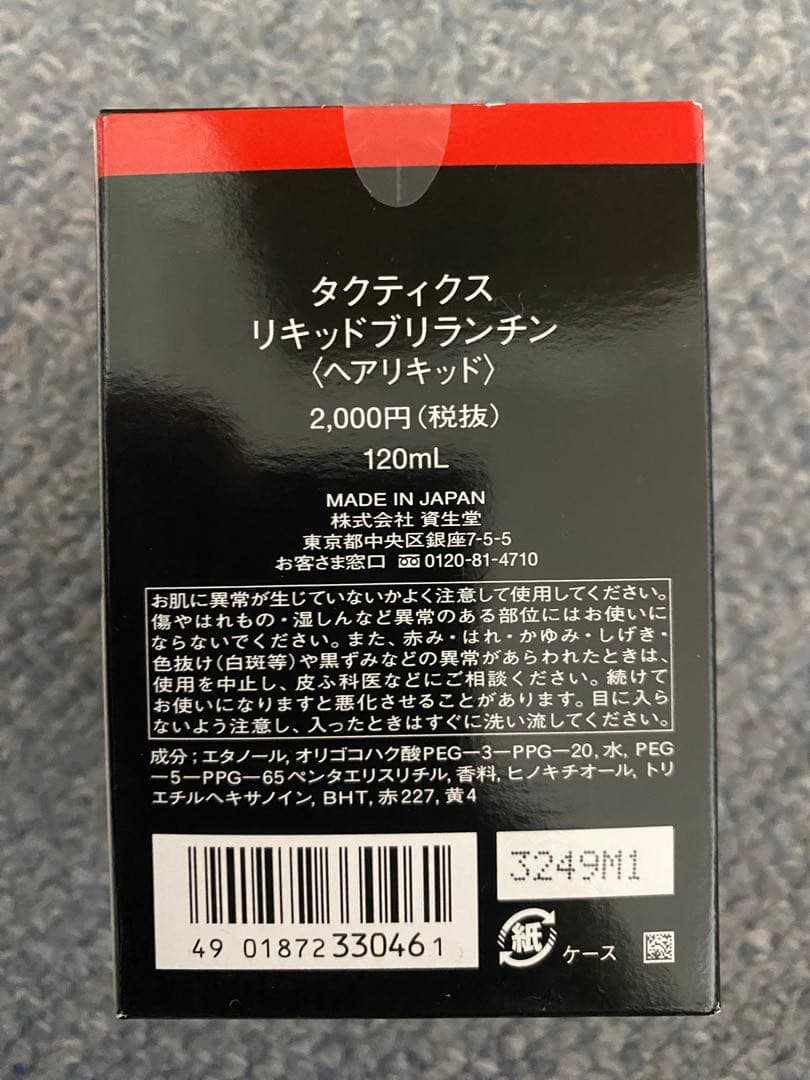 タクティクス
リキッドブリランチン
〈ヘアリキッド〉
2,000円(税抜)
120mL
MADE IN JAPAN
株式会社 資生堂
東京都中央区銀座7-5-5
お客さま窓口 0120-81-4710
お肌に異常が生じていないかよく注意して使用してください。
傷やはれもの・湿しんなど異常のある部位にはお使いに
ならないでください。また、赤み・はれ・かゆみ・しげき・
色抜け(白斑等)や黒ずみなどの異常があらわれたときは、
使用を中止し、皮ふ科医などにご相談ください。続けて
お使いになりますと悪化させることがあります。目に入ら
ないよう注意し、入ったときはすぐに洗い流してください。
成分:エタノール, オリゴコハク酸PEG―3―PPG―20, 水, PEG
―5―PPG―65ペンタエリスリチル, 香料, ヒノキチオール, トリ
エチルヘキサノイン, BHT, 赤227, 黄4
3249M1
49 01872 330461
紙
ケース